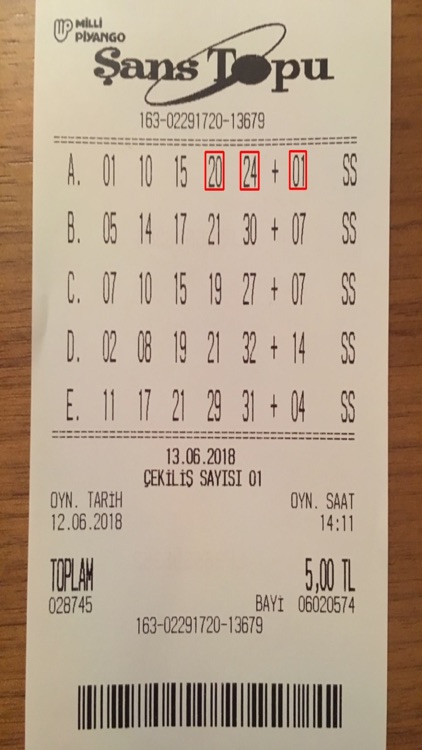 MİLLİ
PİYANGO
Şans Topu
163-02291720-13679
A. 01 10 15 20 24 + 01 SS
B. 05 14 17 21 30 + 07 SS
C. 07 10 15 19 27 + 07 SS
D. 02 08 19 21 32 + 14 SS
E. 11 17 21 29 31 + 04 SS
13.06.2018
ÇEKİLİŞ SAYISI 01
OYN. TARİH OYN. SAAT
12.06.2018 14:11
TOPLAM 5,00 TL
028745 BAYİ 06020574
163-02291720-13679